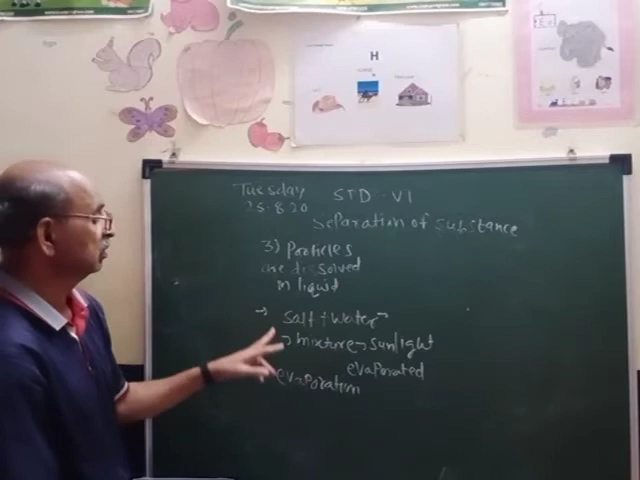 H
Tuesday STD-VI
25.8.20
Separation of Substance
3) Particles
are dissolved
in liquid
→ Salt + Water →
→ mixture → Sunlight
evaporated
evaporation